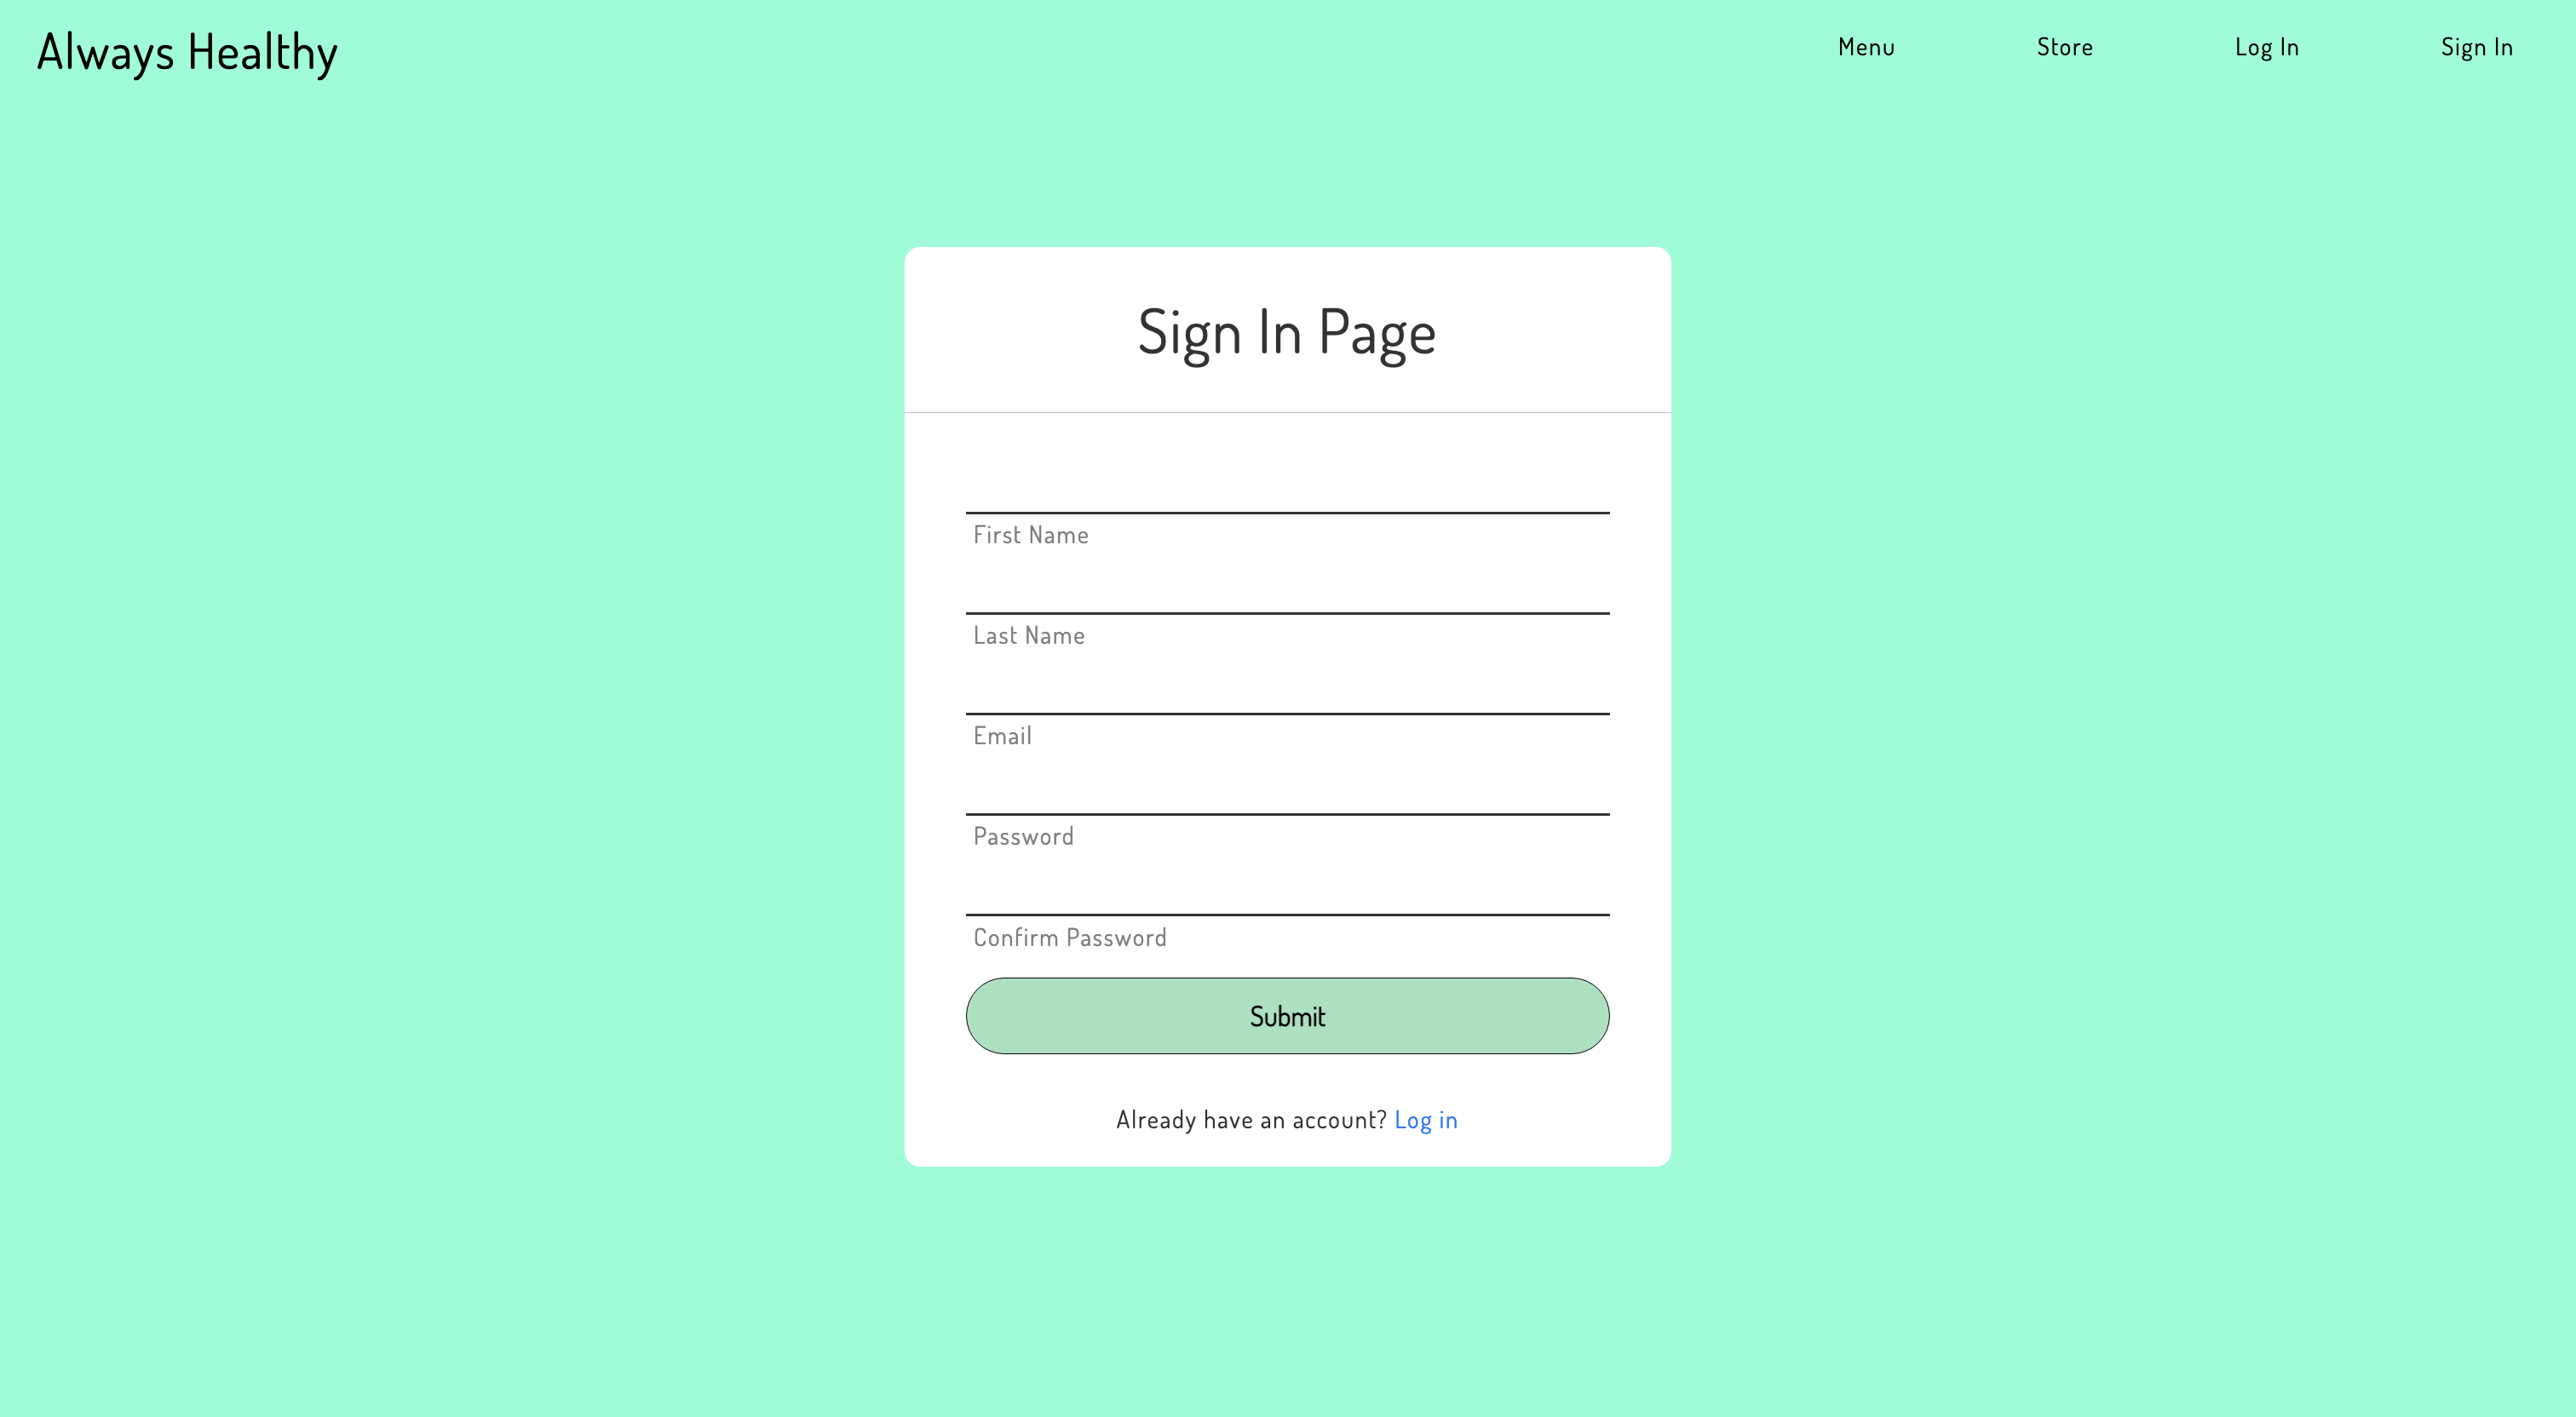 Always Healthy
Menu
Store
Log In
Sign In
Sign In Page
First Name
Last Name
Email
Password
Confirm Password
Submit
Already have an account? Log in